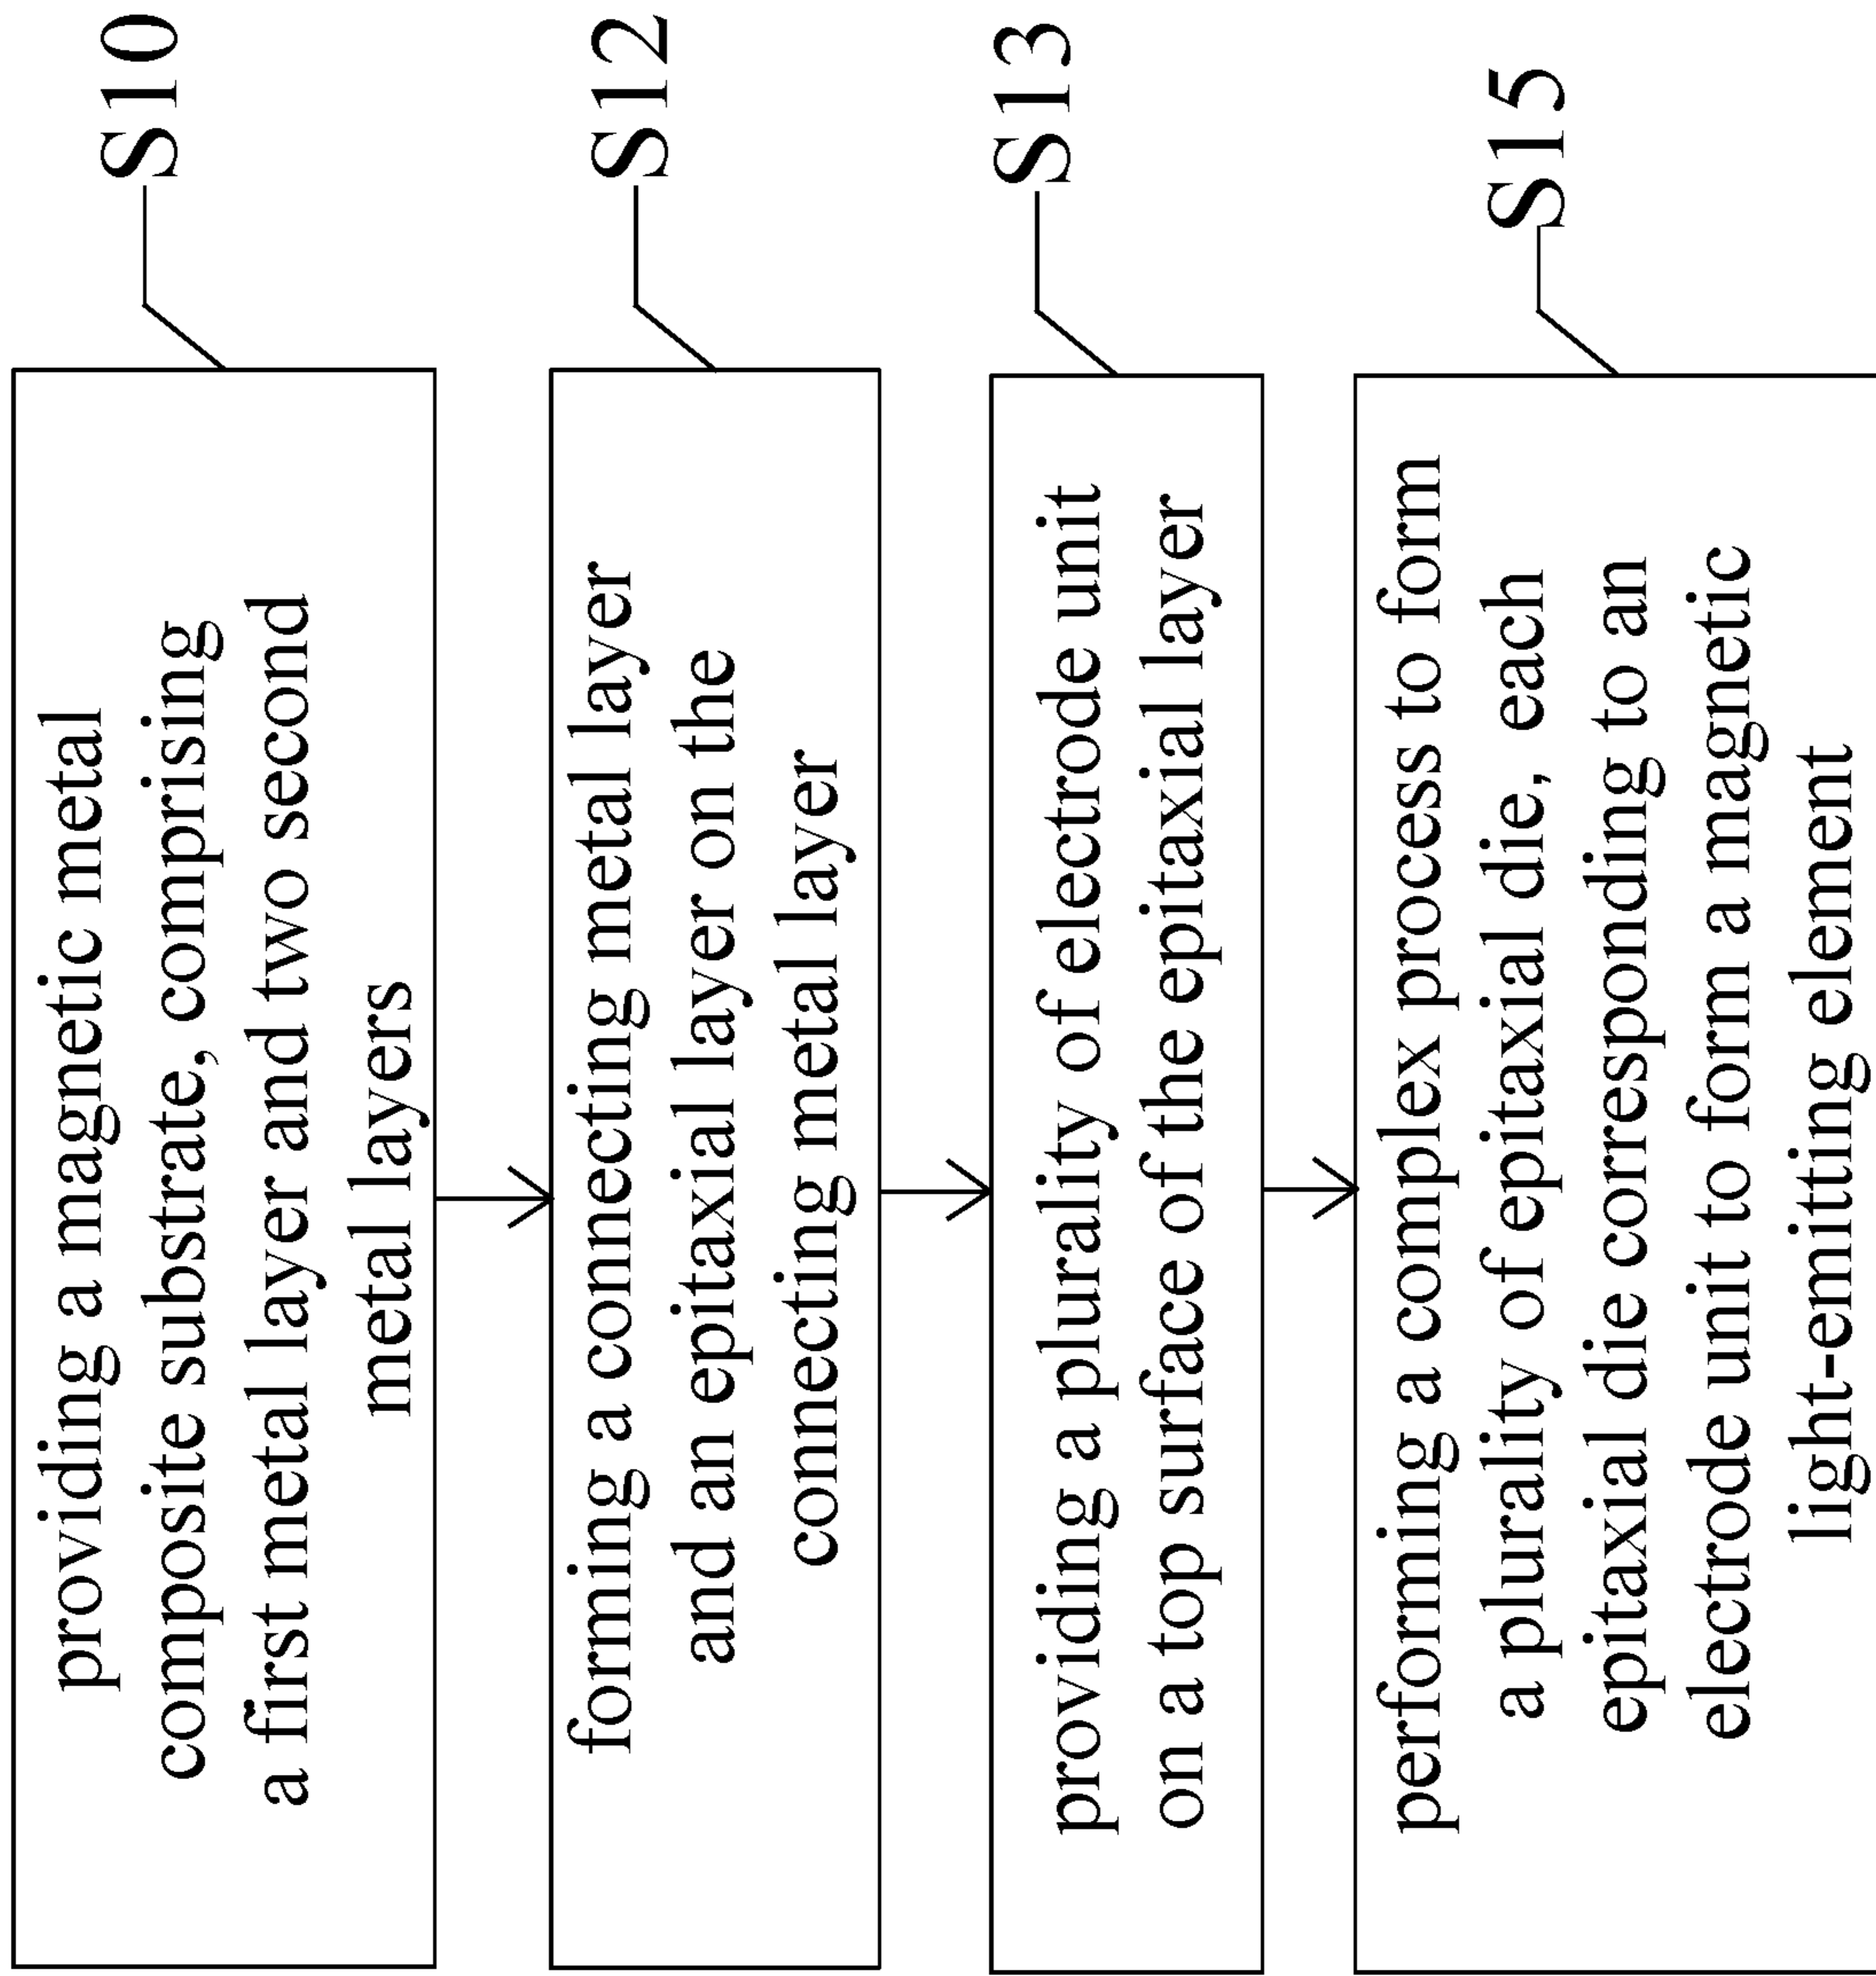 providing a magnetic metal
composite substrate, comprising
a first metal layer and two second
metal layers
S10
forming a connecting metal layer
and an epitaxial layer on the
connecting metal layer
S12
providing a plurality of electrode unit
on a top surface of the epitaxial layer
S13
performing a complex process to form
a plurality of epitaxial die, each
epitaxial die corresponding to an
electrode unit to form a magnetic
light-emitting element
S15